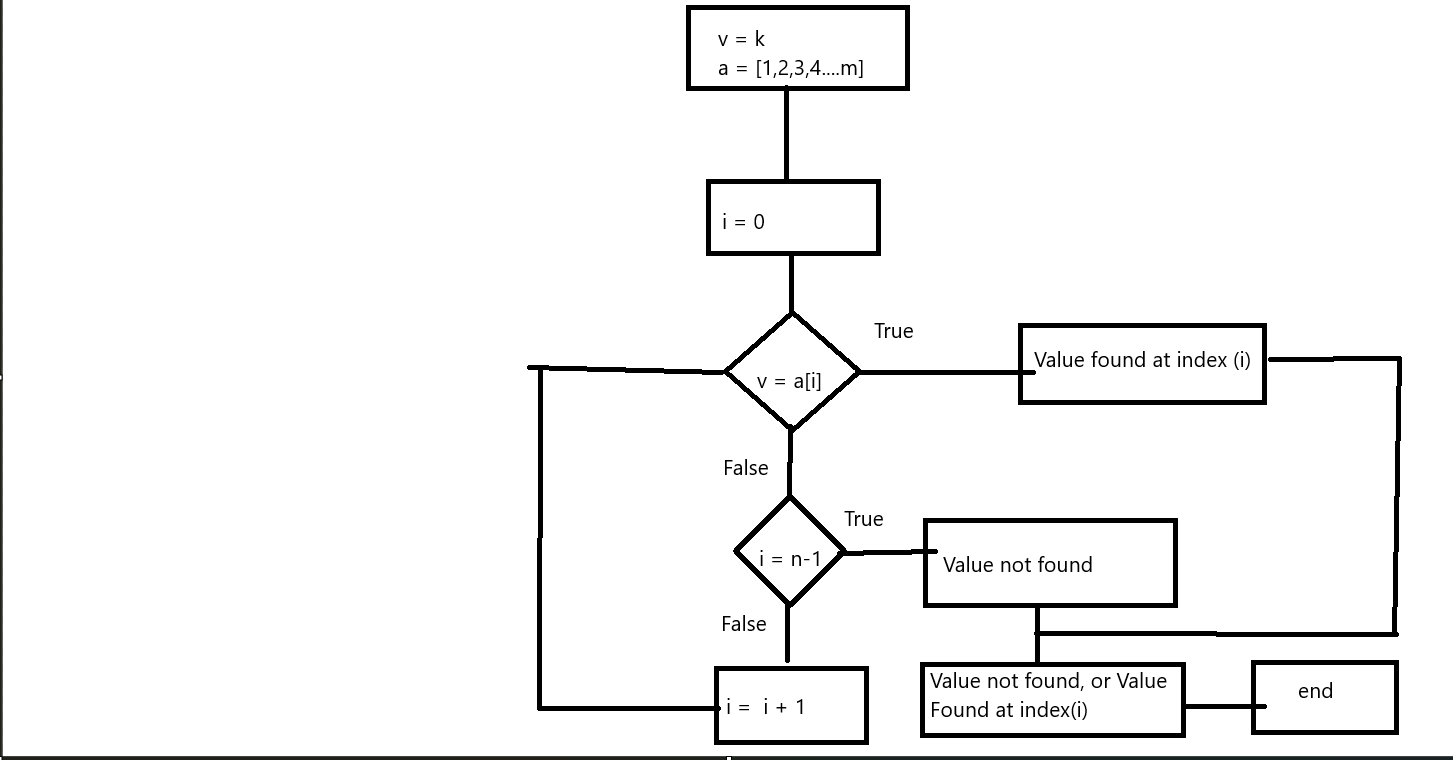 v = k
a = [1,2,3,4....m]
i = 0
True
v = a[i]
Value found at index (i)
False
True
i = n-1
Value not found
False
i =  i + 1
Value not found, or Value
Found at index(i)
end